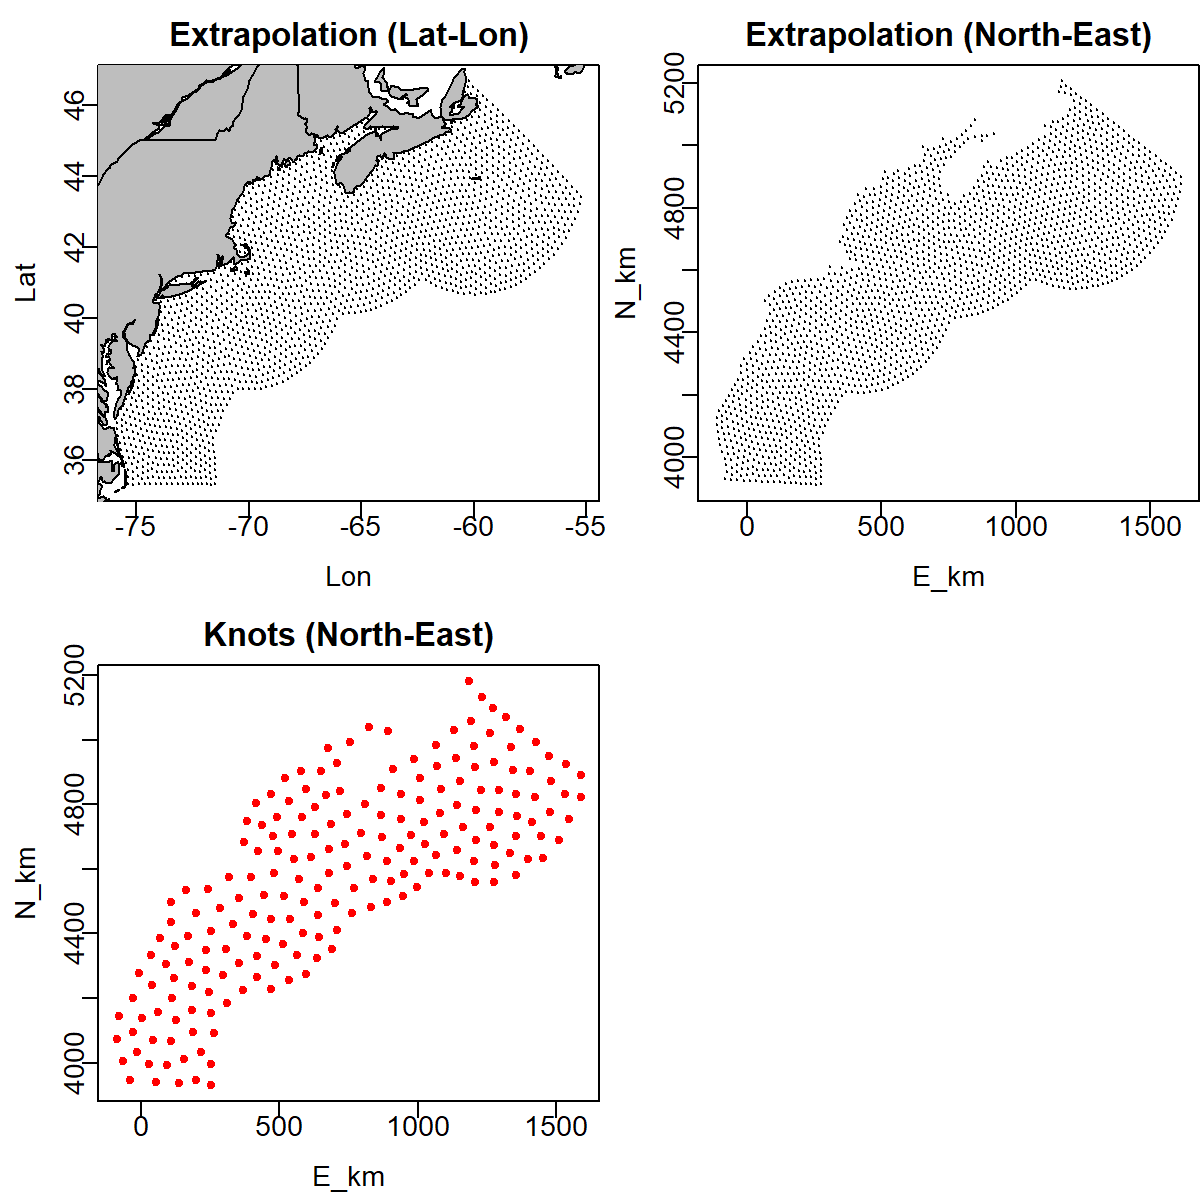 Extrapolation (Lat-Lon)
Lat
46
44
42
40
38
36
-75 -70 -65 -60 -55
Lon
Extrapolation (North-East)
N_km
5200
4800
4400
4000
0 500 1000 1500
E_km
Knots (North-East)
N_km
5200
4800
4400
4000
0 500 1000 1500
E_km